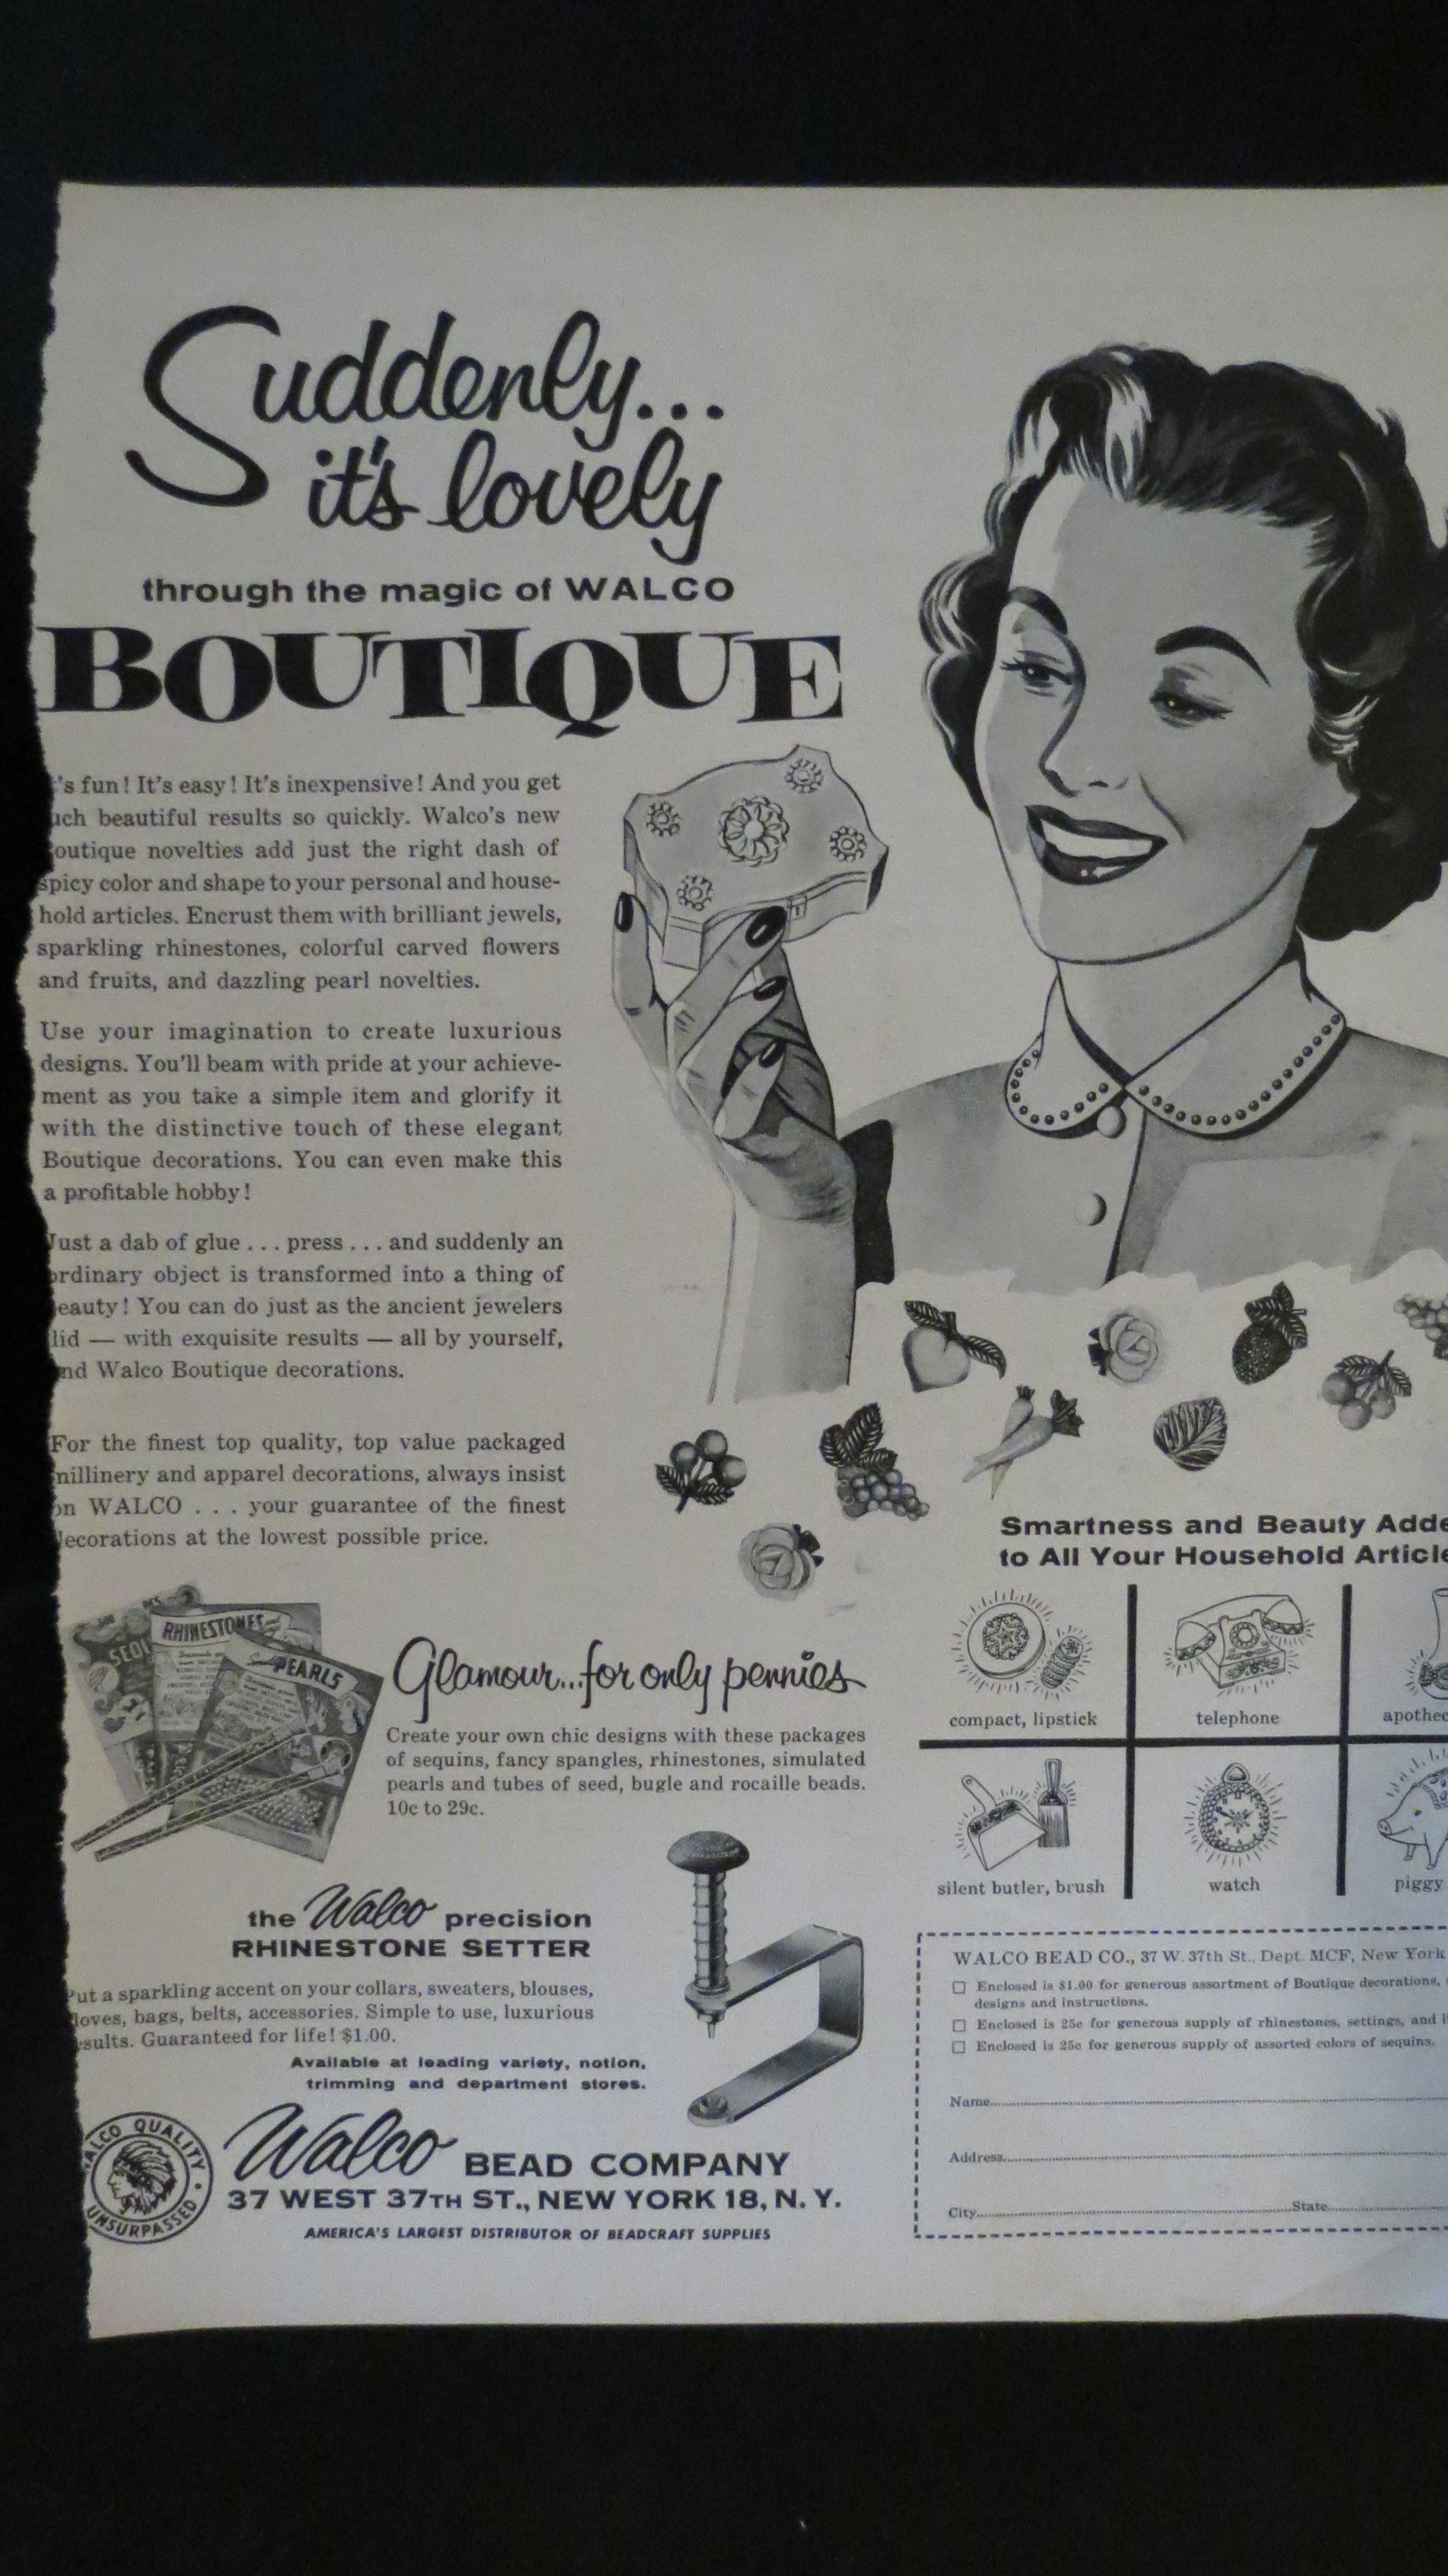 Suddenly...
it's lovely
through the magic of WALCO
BOUTIQUE
's fun! It's easy! It's inexpensive! And you get
uch beautiful results so quickly. Walco's new
outique novelties add just the right dash of
spicy color and shape to your personal and house-
hold articles. Encrust them with brilliant jewels,
sparkling rhinestones, colorful carved flowers
and fruits, and dazzling pearl novelties.
Use your imagination to create luxurious
designs. You'll beam with pride at your achieve-
ment as you take a simple item and glorify it
with the distinctive touch of these elegant
Boutique decorations. You can even make this
a profitable hobby!
Just a dab of glue . . . press . . . and suddenly an
ordinary object is transformed into a thing of
eauty! You can do just as the ancient jewelers
did — with exquisite results — all by yourself,
and Walco Boutique decorations.
For the finest top quality, top value packaged
millinery and apparel decorations, always insist
on WALCO . . . your guarantee of the finest
decorations at the lowest possible price.
RHINESTONES
PEARLS
Glamour...for only pennies
Create your own chic designs with these packages
of sequins, fancy spangles, rhinestones, simulated
pearls and tubes of seed, bugle and rocaille beads.
10c to 29c.
the Walco precision
RHINESTONE SETTER
Put a sparkling accent on your collars, sweaters, blouses,
loves, bags, belts, accessories. Simple to use, luxurious
esults. Guaranteed for life! $1.00.
Available at leading variety, notion,
trimming and department stores.
WALCO QUALITY
UNSURPASSED
Walco BEAD COMPANY
37 WEST 37TH ST., NEW YORK 18, N. Y.
AMERICA'S LARGEST DISTRIBUTOR OF BEADCRAFT SUPPLIES
Smartness and Beauty Adde
to All Your Household Article
compact, lipstick
telephone
apothec
silent butler, brush
watch
piggy
WALCO BEAD CO., 37 W. 37th St., Dept. MCF, New York
☐ Enclosed is $1.00 for generous assortment of Boutique decorations,
designs and instructions.
☐ Enclosed is 25c for generous supply of rhinestones, settings, and
☐ Enclosed is 25c for generous supply of assorted colors of sequins.
Name
Address
City State